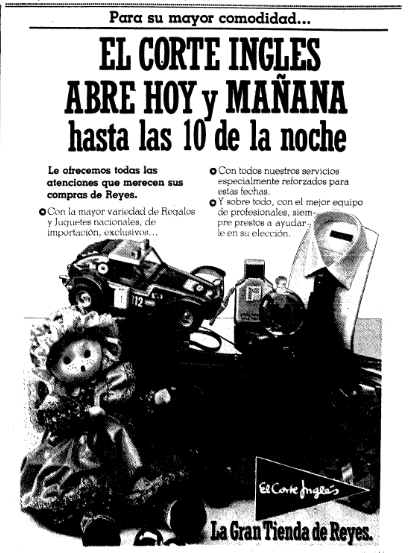 Para su mayor comodidad...
EL CORTE INGLES
ABRE HOY y MAÑANA
hasta las 10 de la noche
Le ofrecemos todas las
atenciones que merecen sus
compras de Reyes.
Con la mayor variedad de Regalos
y Juguetes nacionales, de
importación, exclusivos...
Con todos nuestros servicios
especialmente reforzados para
estas fechas.
Y sobre todo, con el mejor equipo
de profesionales, siem-
pre prestos a ayudar-
le en su elección.
1 12
El Corte Inglés
La Gran Tienda de Reyes.